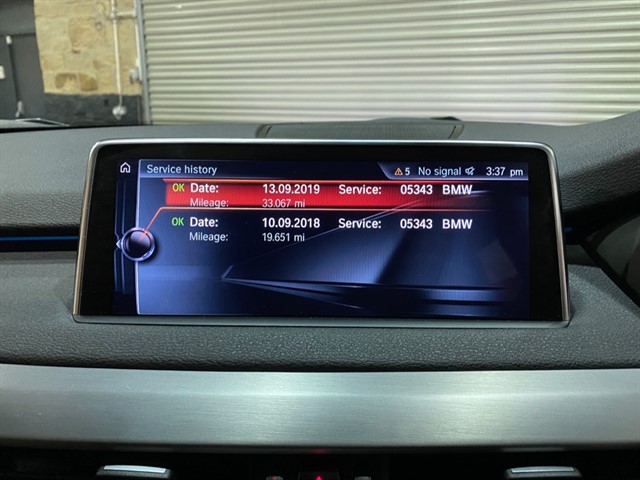 Service history 5 No signal 3:37 pm
OK Date: 13.09.2019 Service: 05343 BMW
Mileage: 33.067 mi
OK Date: 10.09.2018 Service: 05343 BMW
Mileage: 19.651 mi